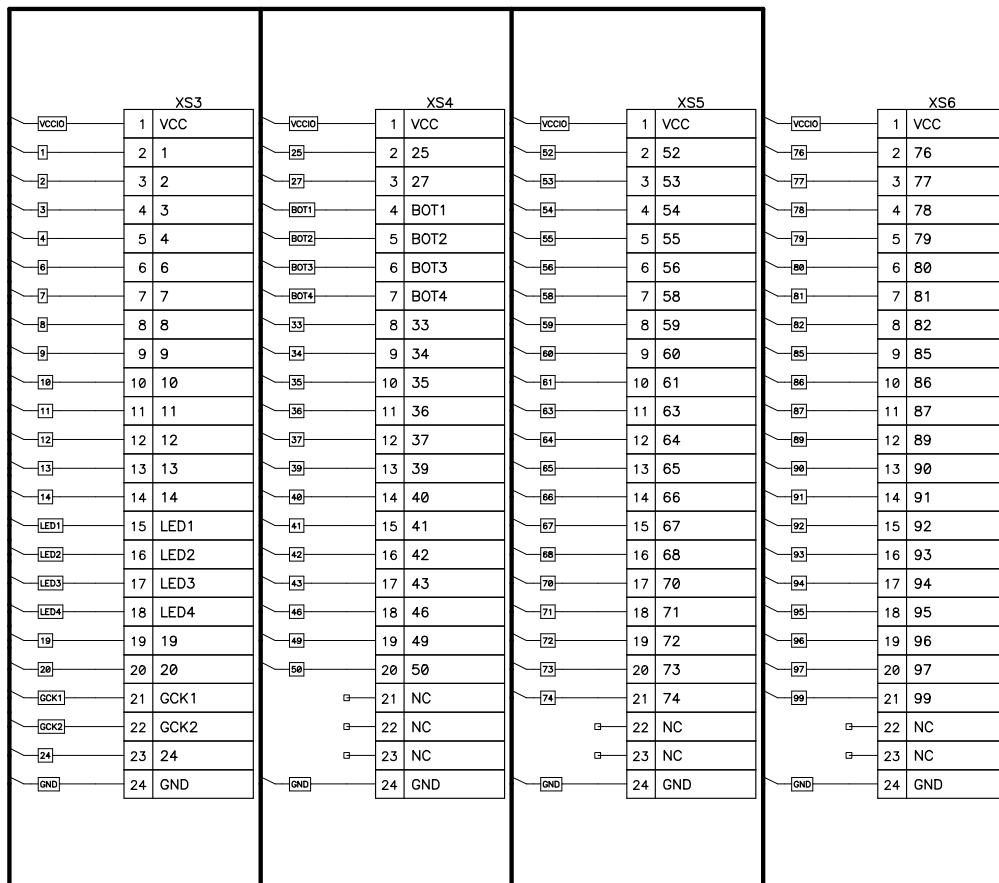 XS3 XS4 XS5 XS6
VCCIO 1 VCC VCCIO 1 VCC VCCIO 1 VCC VCCIO 1 VCC
1 2 1 25 2 25 52 2 52 76 2 76
2 3 2 27 3 27 53 3 53 77 3 77
3 4 3 BOT1 4 BOT1 54 4 54 78 4 78
4 5 4 BOT2 5 BOT2 55 5 55 79 5 79
6 6 6 BOT3 6 BOT3 56 6 56 80 6 80
7 7 7 BOT4 7 BOT4 58 7 58 81 7 81
8 8 8 33 8 33 59 8 59 82 8 82
9 9 9 34 9 34 60 9 60 85 9 85
10 10 10 35 10 35 61 10 61 86 10 86
11 11 11 36 11 36 63 11 63 87 11 87
12 12 12 37 12 37 64 12 64 89 12 89
13 13 13 39 13 39 65 13 65 90 13 90
14 14 14 40 14 40 66 14 66 91 14 91
LED1 15 LED1 41 15 41 67 15 67 92 15 92
LED2 16 LED2 42 16 42 68 16 68 93 16 93
LED3 17 LED3 43 17 43 70 17 70 94 17 94
LED4 18 LED4 46 18 46 71 18 71 95 18 95
19 19 19 49 19 49 72 19 72 96 19 96
20 20 20 50 20 50 73 20 73 97 20 97
GCK1 21 GCK1 21 NC 74 21 74 99 21 99
GCK2 22 GCK2 22 NC 22 NC 22 NC
24 23 24 23 NC 23 NC 23 NC
GND 24 GND GND 24 GND GND 24 GND GND 24 GND